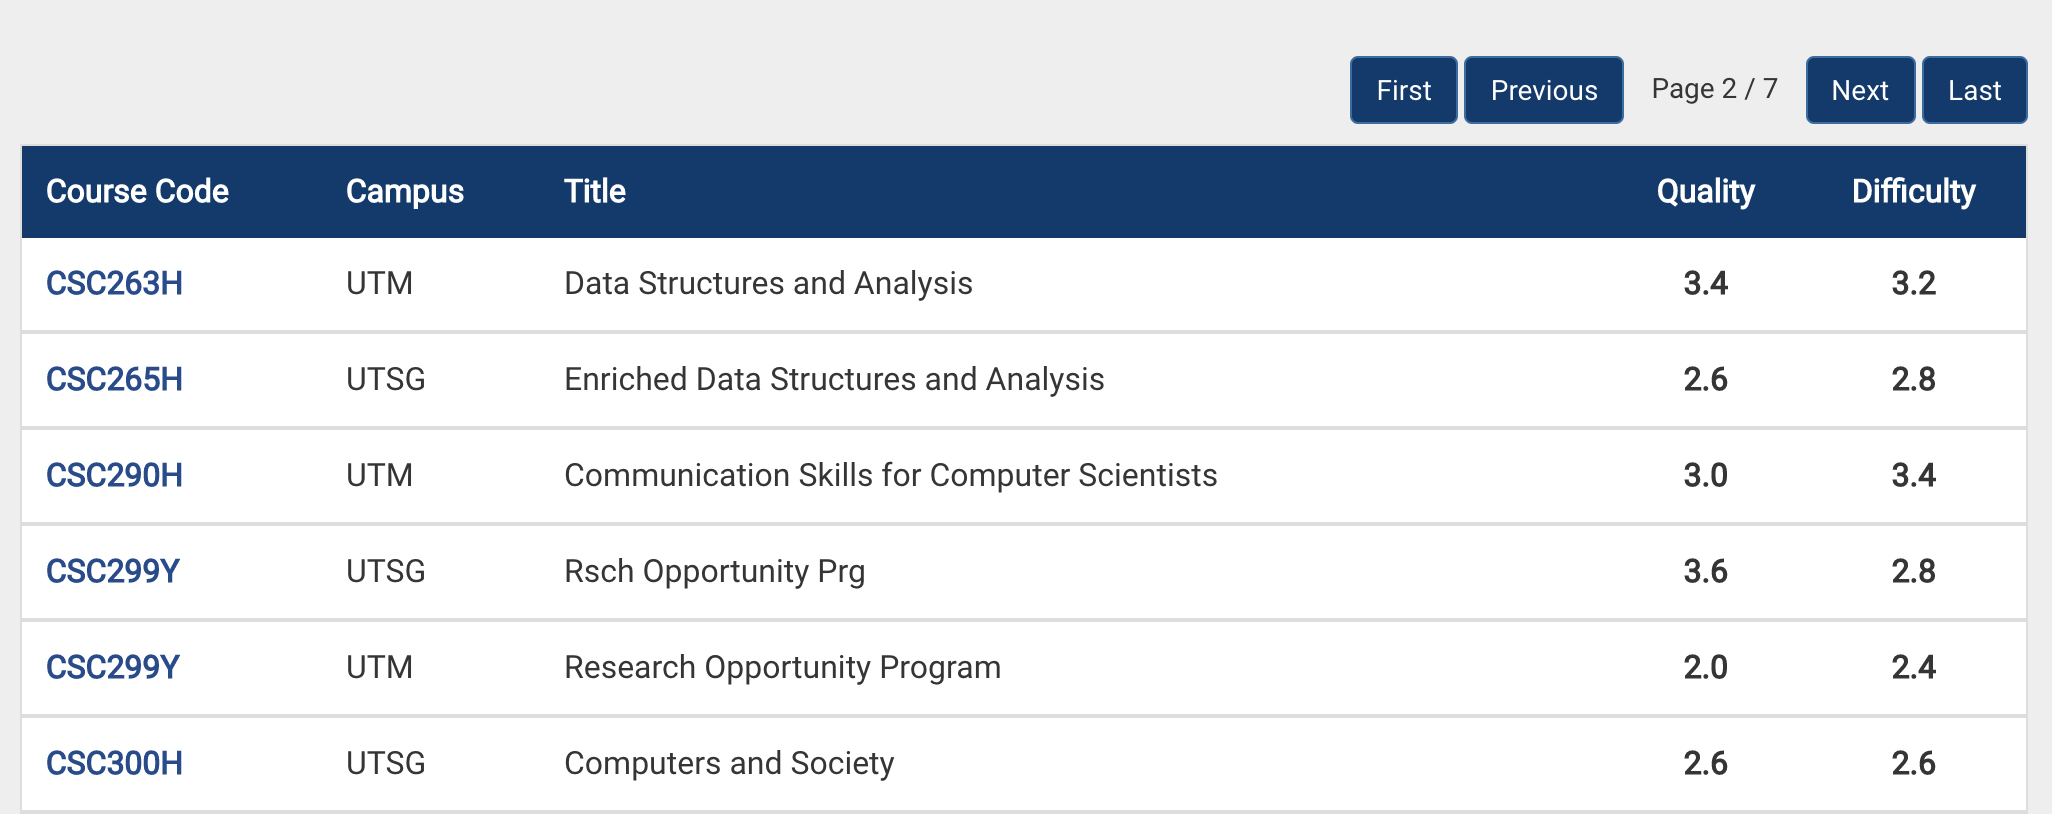 First Previous Page 2 / 7 Next Last
Course Code Campus Title Quality Difficulty
CSC263H UTM Data Structures and Analysis 3.4 3.2
CSC265H UTSG Enriched Data Structures and Analysis 2.6 2.8
CSC290H UTM Communication Skills for Computer Scientists 3.0 3.4
CSC299Y UTSG Rsch Opportunity Prg 3.6 2.8
CSC299Y UTM Research Opportunity Program 2.0 2.4
CSC300H UTSG Computers and Society 2.6 2.6